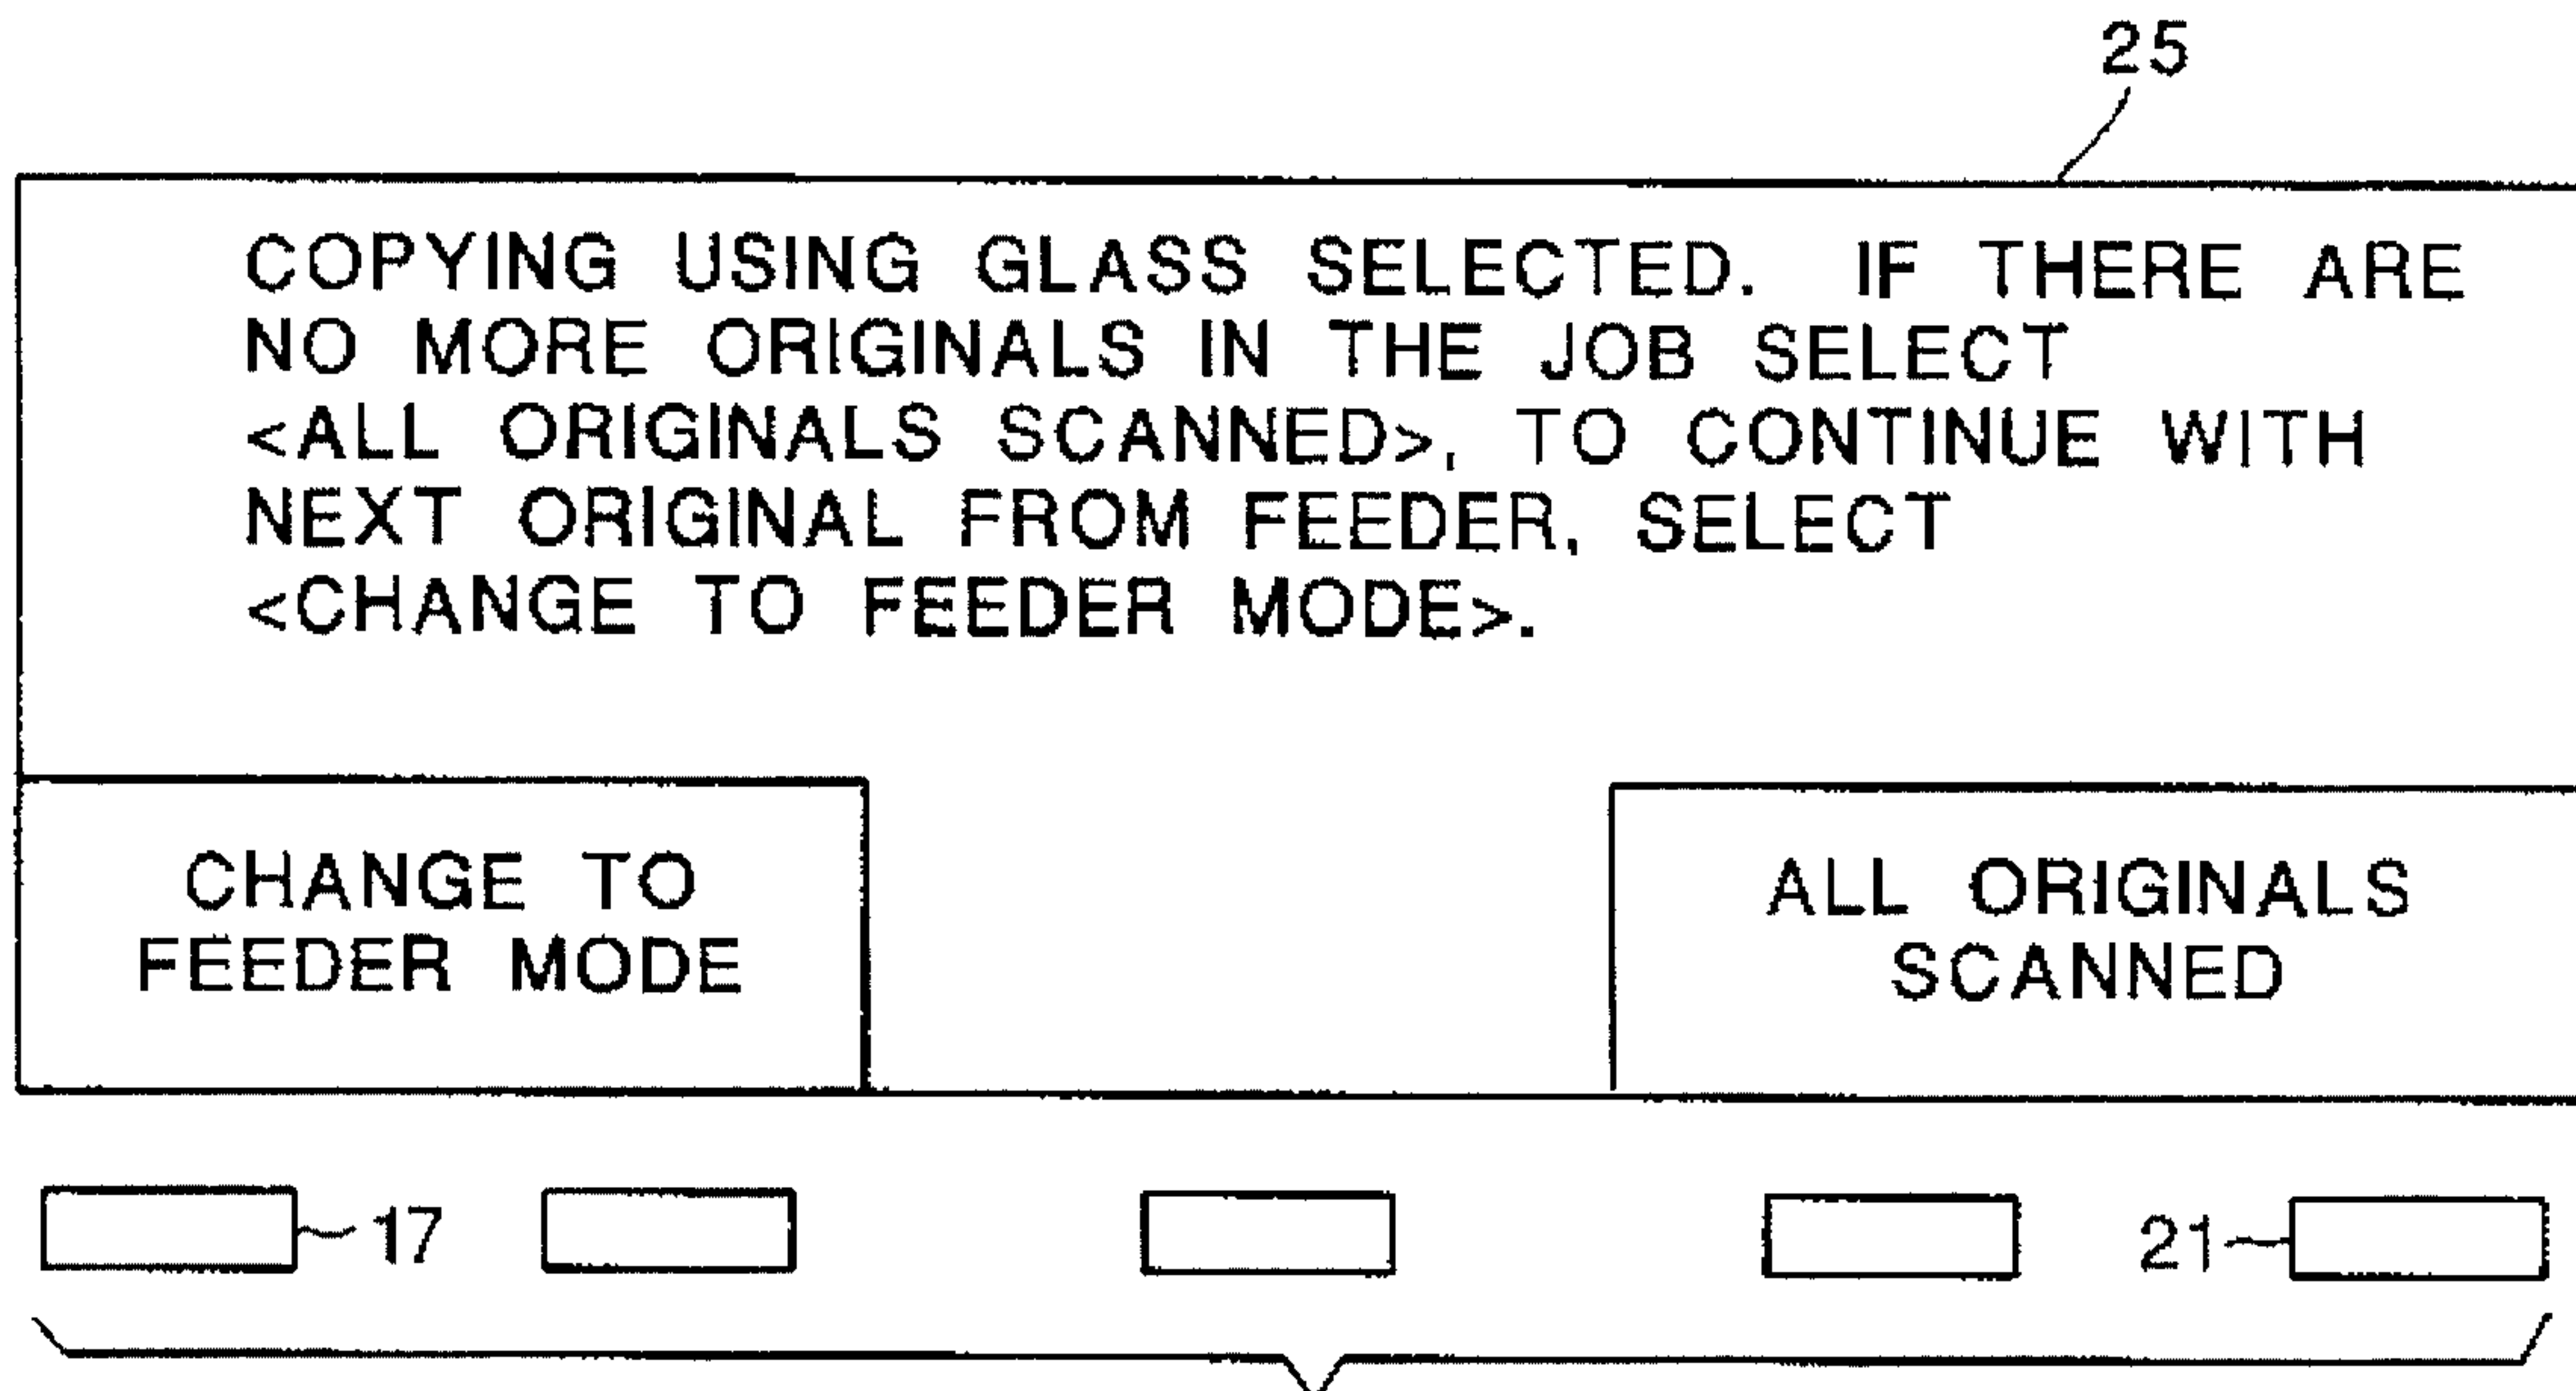 25
COPYING USING GLASS SELECTED. IF THERE ARE
NO MORE ORIGINALS IN THE JOB SELECT
<ALL ORIGINALS SCANNED>, TO CONTINUE WITH
NEXT ORIGINAL FROM FEEDER, SELECT
<CHANGE TO FEEDER MODE>.
CHANGE TO
FEEDER MODE
ALL ORIGINALS
SCANNED
17
21